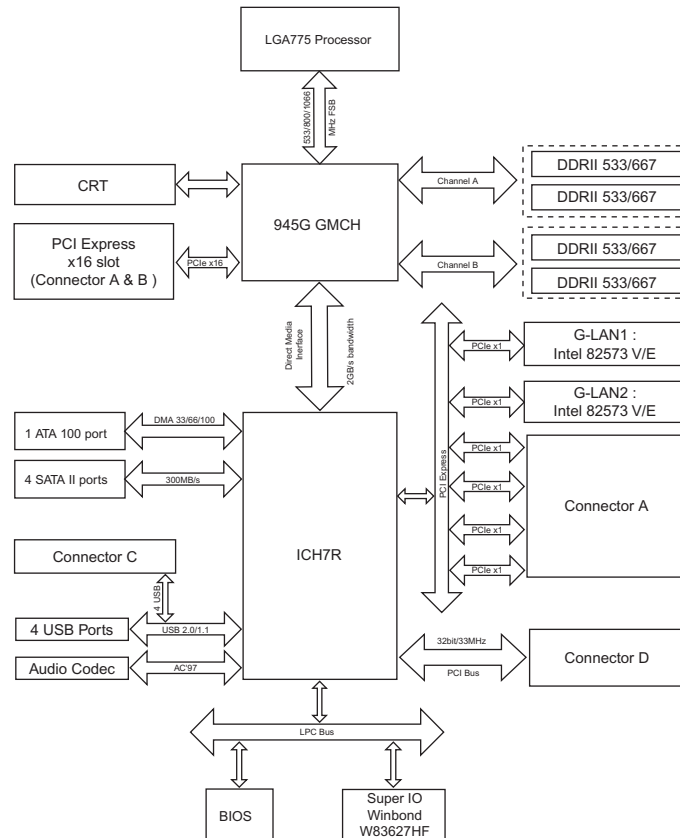 LGA775 Processor
533/800/1066
MHz FSB
CRT
945G GMCH
Channel A
DDRII 533/667
DDRII 533/667
PCI Express
x16 slot
(Connector A & B )
PCIe x16
Channel B
DDRII 533/667
DDRII 533/667
Direct Media
Inerface
2GB/s bandwidth
PCI Express
PCIe x1
G-LAN1 :
Intel 82573 V/E
PCIe x1
G-LAN2 :
Intel 82573 V/E
1 ATA 100 port
DMA 33/66/100
4 SATA II ports
300MB/s
ICH7R
PCIe x1
PCIe x1
PCIe x1
PCIe x1
Connector A
Connector C
4 USB
4 USB Ports
USB 2.0/1.1
Audio Codec
AC'97
32bit/33MHz
PCI Bus
Connector D
LPC Bus
BIOS
Super IO
Winbond
W83627HF